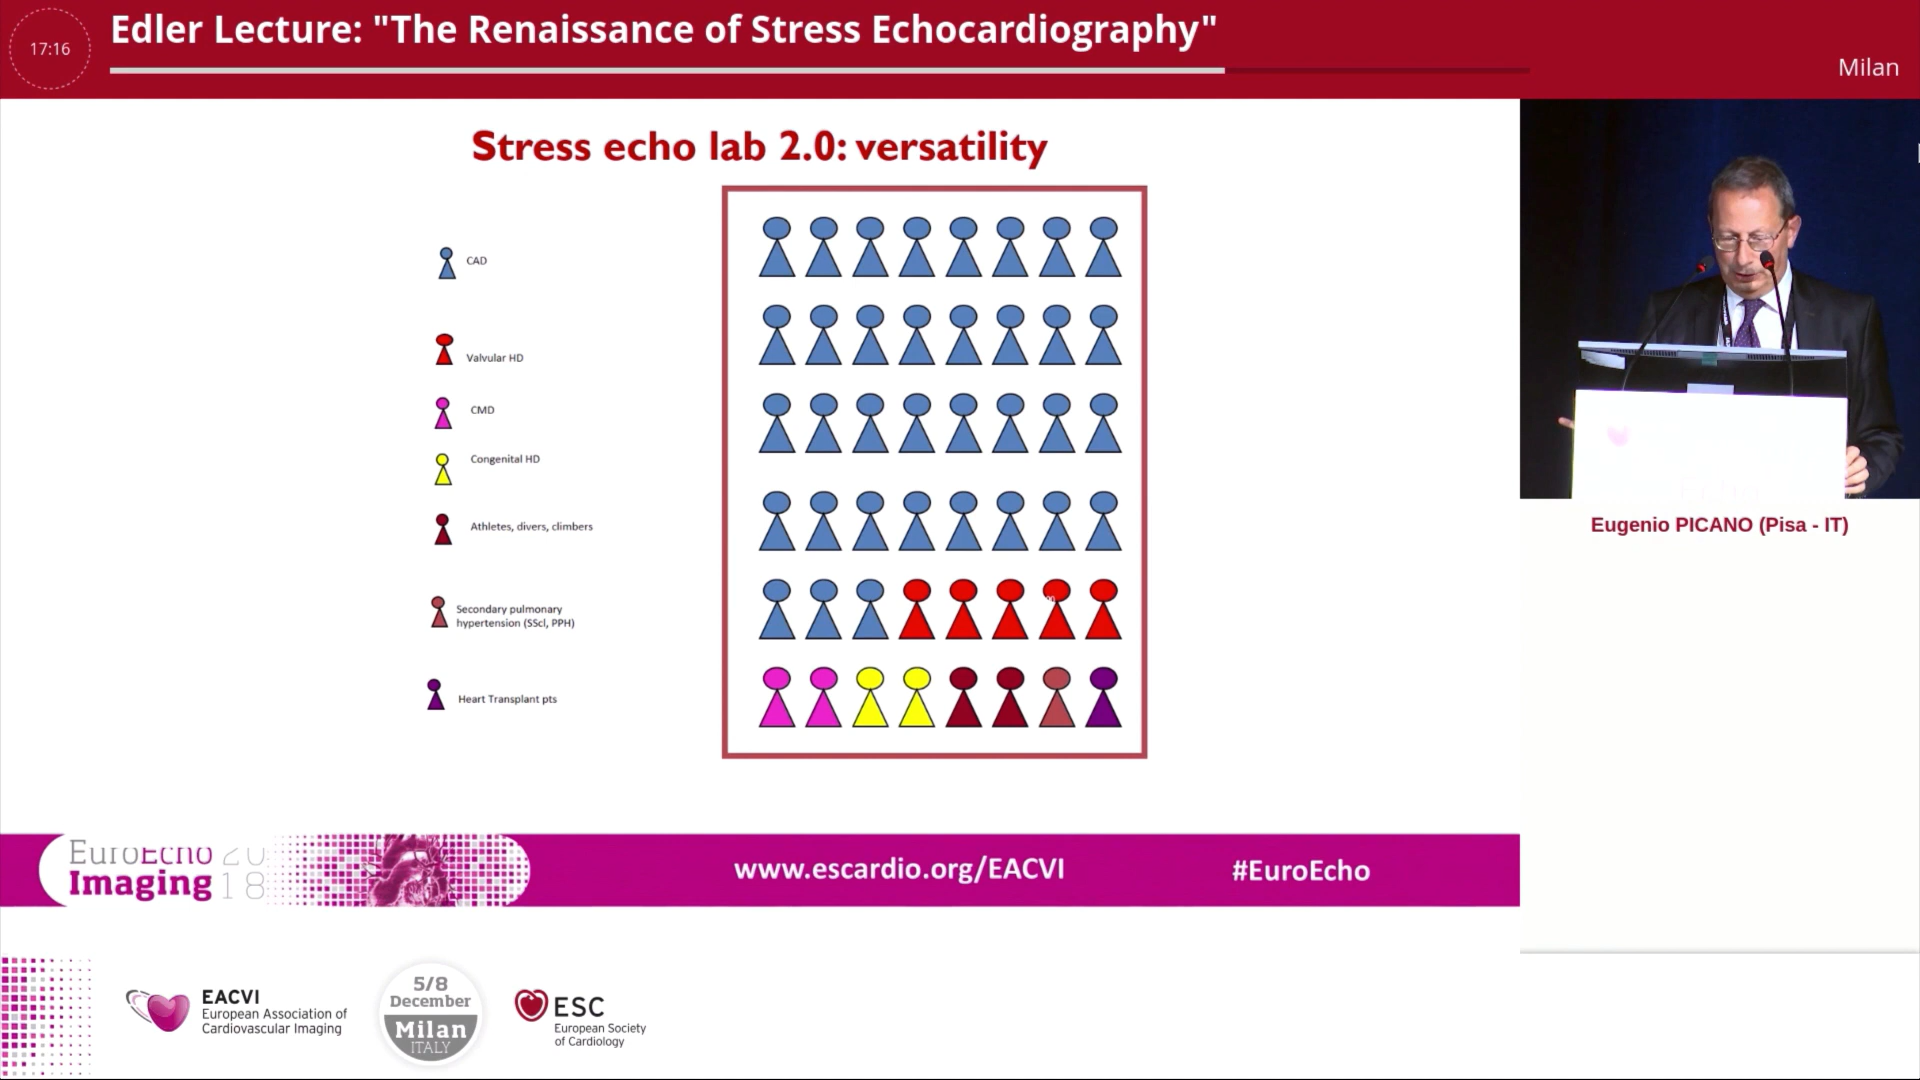 17:16
Edler Lecture: "The Renaissance of Stress Echocardiography"
Milan
Stress echo lab 2.0: versatility
CAD
Valvular HD
CMD
Congenital HD
Athletes, divers, climbers
Secondary pulmonary
hypertension (SScl, PPH)
Heart Transplant pts
Eugenio PICANO (Pisa - IT)
EuroEcho 20
Imaging 18
www.escardio.org/EACVI
#EuroEcho
EACVI
European Association of
Cardiovascular Imaging
5/8
December
Milan
ITALY
ESC
European Society
of Cardiology